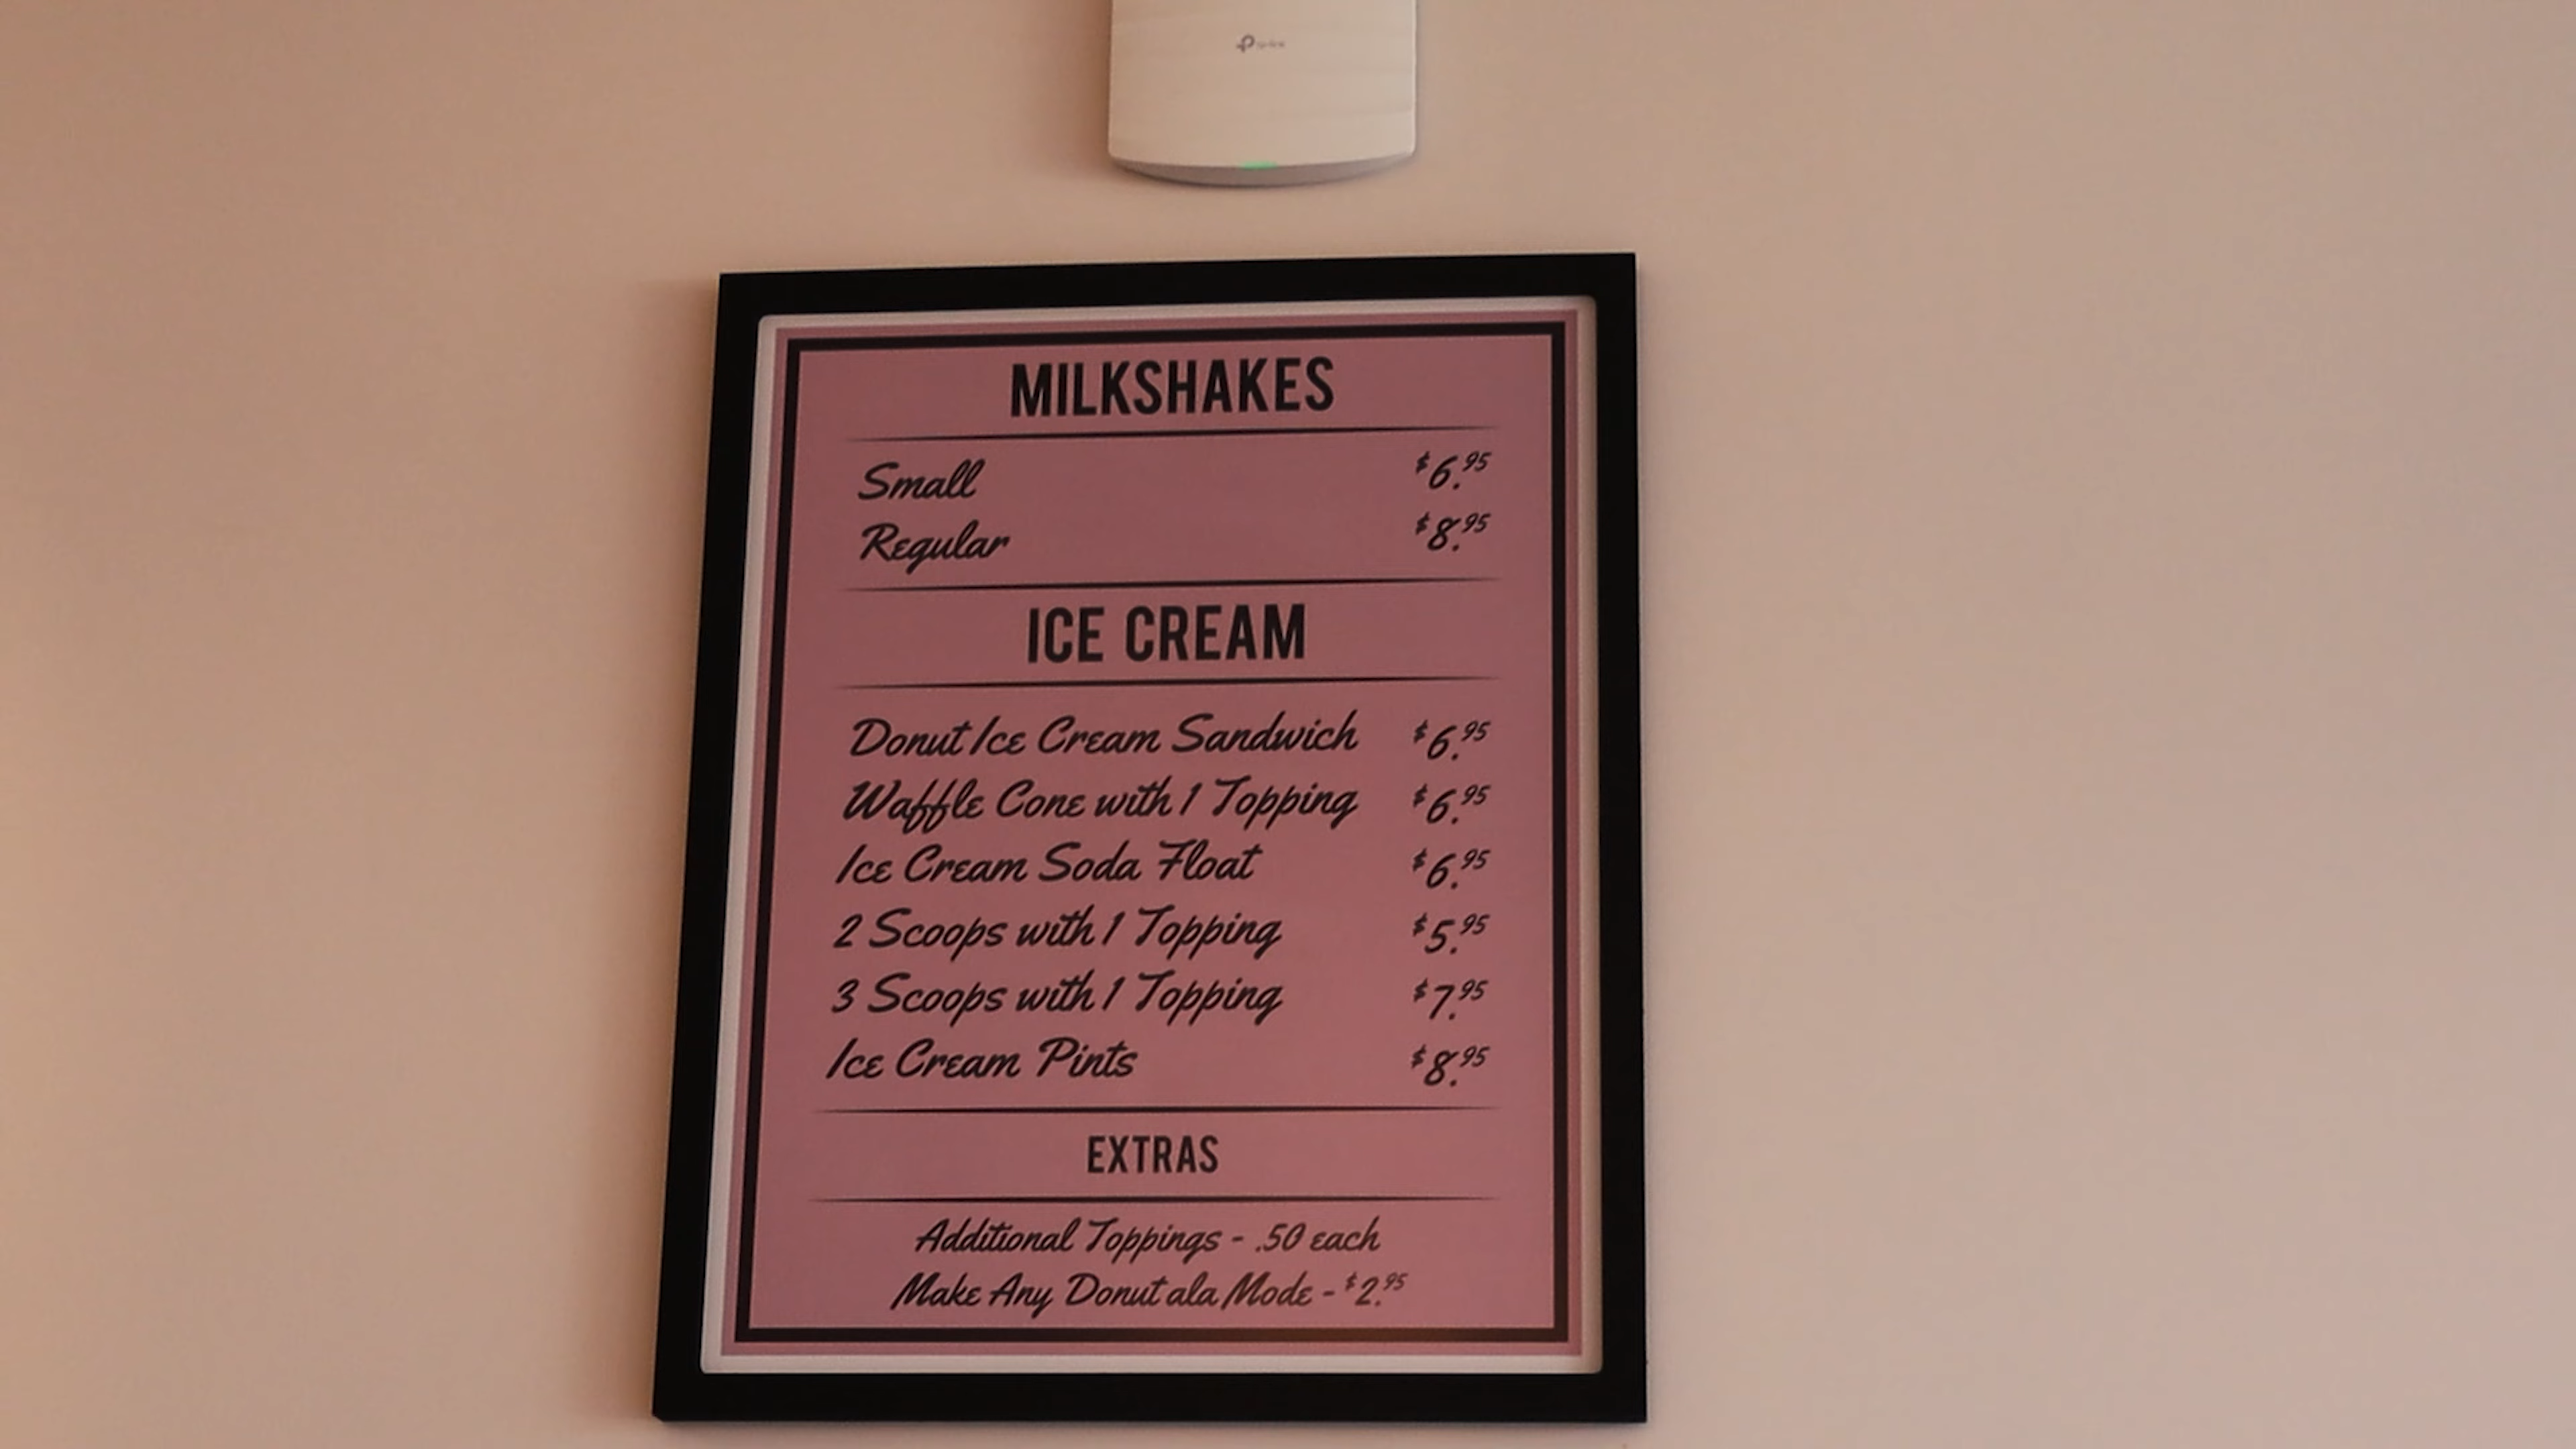 tp-link
MILKSHAKES
Small $6.95
Regular $8.95
ICE CREAM
Donut Ice Cream Sandwich $6.95
Waffle Cone with 1 Topping $6.95
Ice Cream Soda Float $6.95
2 Scoops with 1 Topping $5.95
3 Scoops with 1 Topping $7.95
Ice Cream Pints $8.95
EXTRAS
Additional Toppings - .50 each
Make Any Donut ala Mode - $2.95